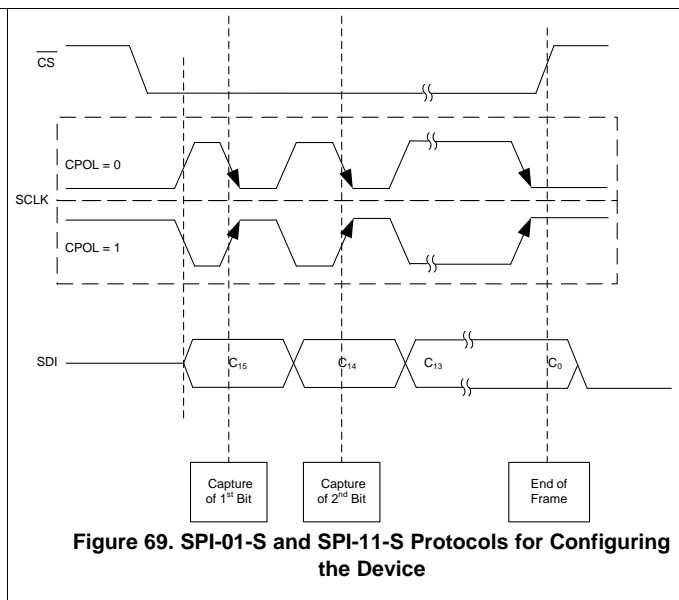 CS
CPOL = 0
SCLK
CPOL = 1
SDI
C15
C14
C13
C0
Capture
of 1st Bit
Capture
of 2nd Bit
End of
Frame
Figure 69. SPI-01-S and SPI-11-S Protocols for Configuring
the Device